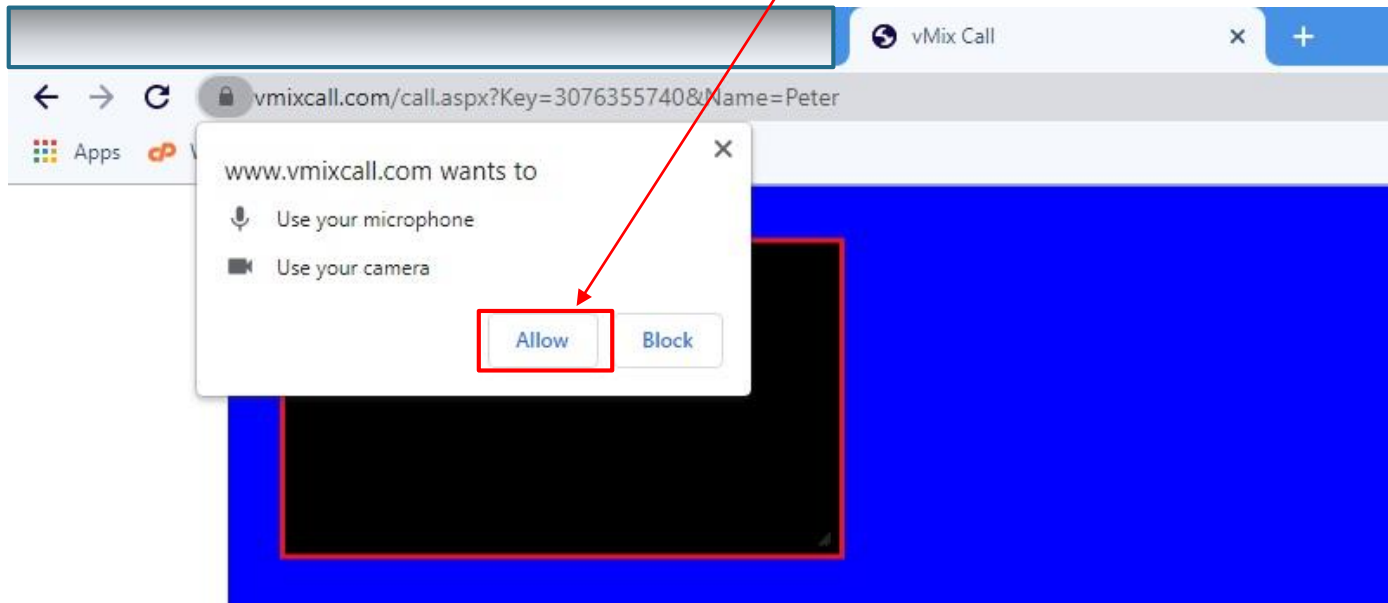 vMix Call
vmixcall.com/call.aspx?Key=3076355740&Name=Peter
Apps
www.vmixcall.com wants to
Use your microphone
Use your camera
Allow Block